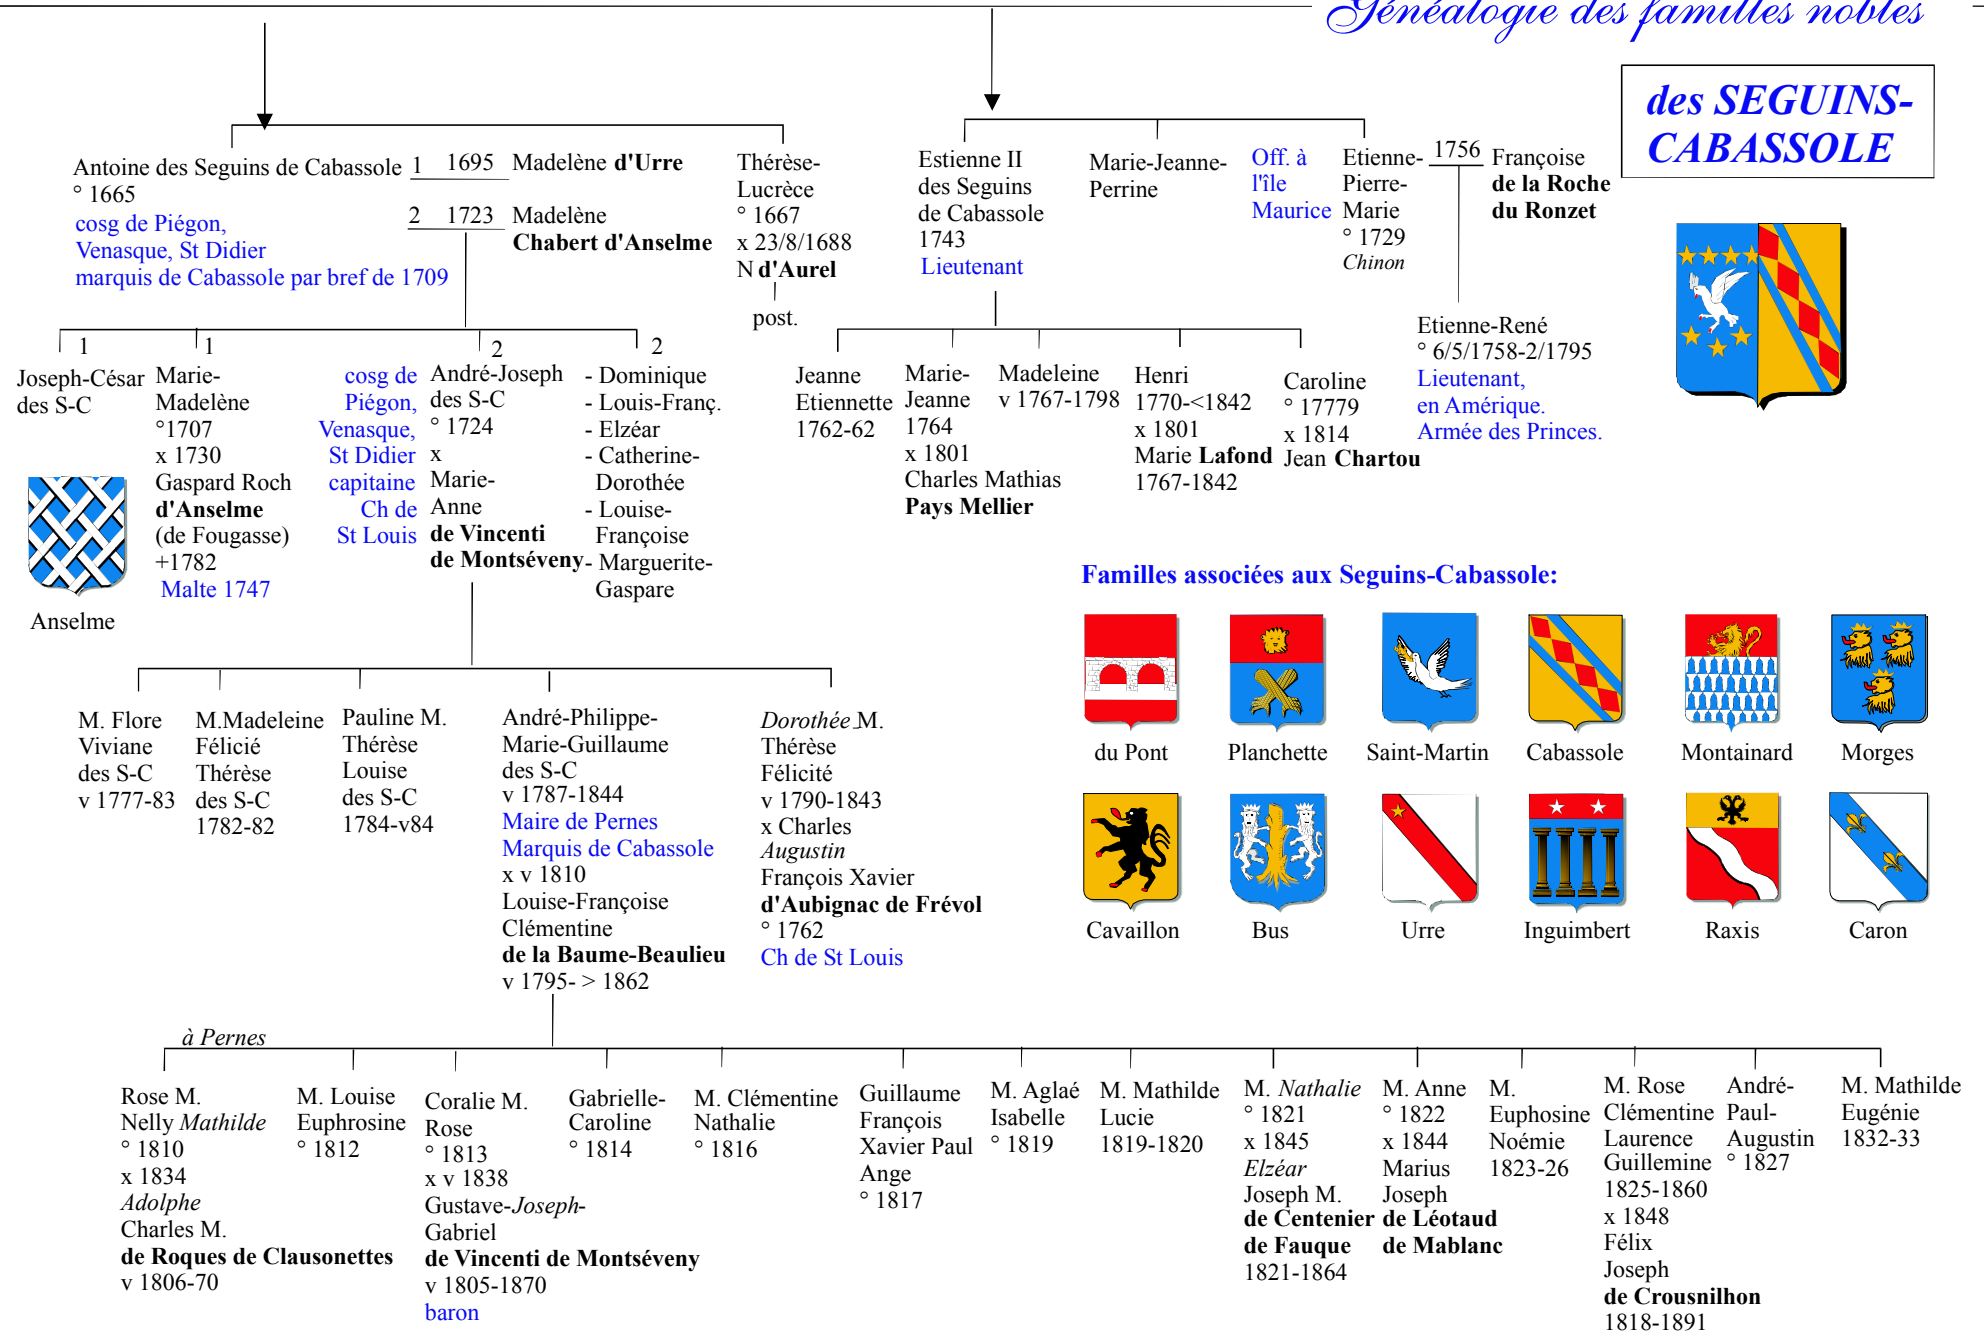 Généalogie des familles nobles
des SEGUINS-
CABASSOLE
Antoine des Seguins de Cabassole
° 1665
cosg de Piégon,
Venasque, St Didier
marquis de Cabassole par bref de 1709
1 1695
Madelène d'Urre
2 1723
Madelène
Chabert d'Anselme
Thérèse-
Lucrèce
° 1667
x 23/8/1688
N d'Aurel
post.
Estienne II
des Seguins
de Cabassole
1743
Lieutenant
Marie-Jeanne-
Perrine
Off. à
l'île
Maurice
Etienne-
Pierre-
Marie
° 1729
Chinon
1756
Françoise
de la Roche
du Ronzet
1
Joseph-César
des S-C
1
Marie-
Madelène
°1707
x 1730
Gaspard Roch
d'Anselme
(de Fougasse)
+1782
Malte 1747
Anselme
cosg de
Piégon,
Venasque,
St Didier
capitaine
Ch de
St Louis
2
André-Joseph
des S-C
° 1724
x
Marie-
Anne
de Vincenti
de Montséveny
2
- Dominique
- Louis-Franç.
- Elzéar
- Catherine-
Dorothée
- Louise-
Françoise
- Marguerite-
Gaspare
Jeanne
Etiennette
1762-62
Marie-
Jeanne
1764
x 1801
Charles Mathias
Pays Mellier
Madeleine
v 1767-1798
Henri
1770-<1842
x 1801
Marie Lafond
1767-1842
Caroline
° 17779
x 1814
Jean Chartou
Etienne-René
° 6/5/1758-2/1795
Lieutenant,
en Amérique.
Armée des Princes.
Familles associées aux Seguins-Cabassole:
du Pont
Planchette
Saint-Martin
Cabassole
Montainard
Morges
Cavaillon
Bus
Urre
Inguimbert
Raxis
Caron
M. Flore
Viviane
des S-C
v 1777-83
M.Madeleine
Félicié
Thérèse
des S-C
1782-82
Pauline M.
Thérèse
Louise
des S-C
1784-v84
André-Philippe-
Marie-Guillaume
des S-C
v 1787-1844
Maire de Pernes
Marquis de Cabassole
x v 1810
Louise-Françoise
Clémentine
de la Baume-Beaulieu
v 1795- > 1862
Dorothée M.
Thérèse
Félicité
v 1790-1843
x Charles
Augustin
François Xavier
d'Aubignac de Frévol
° 1762
Ch de St Louis
à Pernes
Rose M.
Nelly Mathilde
° 1810
x 1834
Adolphe
Charles M.
de Roques de Clausonettes
v 1806-70
M. Louise
Euphrosine
° 1812
Coralie M.
Rose
° 1813
x v 1838
Gustave-Joseph-
Gabriel
de Vincenti de Montséveny
v 1805-1870
baron
Gabrielle-
Caroline
° 1814
M. Clémentine
Nathalie
° 1816
Guillaume
François
Xavier Paul
Ange
° 1817
M. Aglaé
Isabelle
° 1819
M. Mathilde
Lucie
1819-1820
M. Nathalie
° 1821
x 1845
Elzéar
Joseph M.
de Centenier
de Fauque
1821-1864
M. Anne
° 1822
x 1844
Marius
Joseph
de Léotaud
de Mablanc
M.
Euphosine
Noémie
1823-26
M. Rose
Clémentine
Laurence
Guillemine
1825-1860
x 1848
Félix
Joseph
de Crousnilhon
1818-1891
André-
Paul-
Augustin
° 1827
M. Mathilde
Eugénie
1832-33